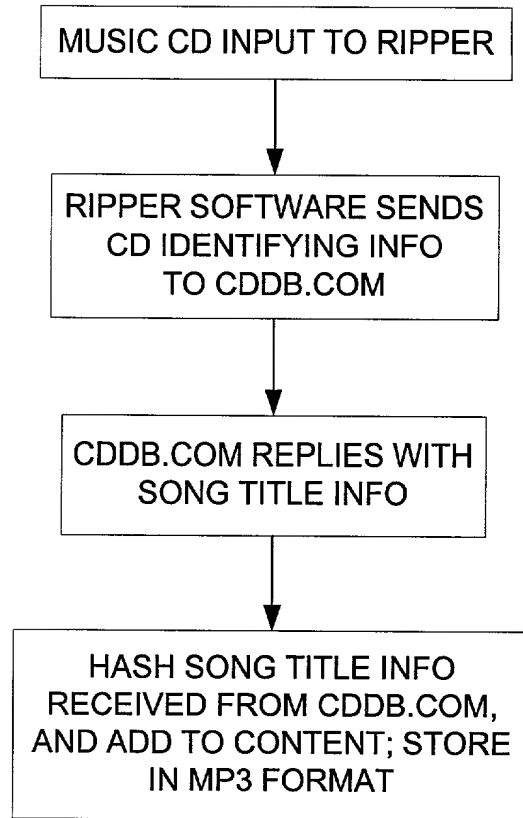 MUSIC CD INPUT TO RIPPER
RIPPER SOFTWARE SENDS
CD IDENTIFYING INFO
TO CDDB.COM
CDDB.COM REPLIES WITH
SONG TITLE INFO
HASH SONG TITLE INFO
RECEIVED FROM CDDB.COM,
AND ADD TO CONTENT; STORE
IN MP3 FORMAT